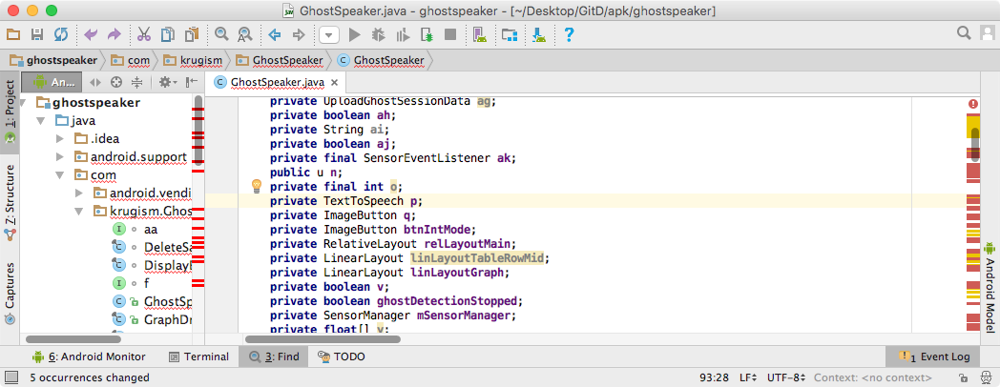 GhostSpeaker.java - ghostspeaker - [~/Desktop/GitD/apk/ghostspeaker]
ghostspeaker com krugism GhostSpeaker GhostSpeaker
1: Project
Z: Structure
Captures
An...
ghostspeaker
java
.idea
android.support
com
android.vendi
krugism.Ghos
aa
DeleteSa
Display
f
GhostSp
GraphDr
GhostSpeaker.java
private UploadGhostSessionData ag;
private boolean ah;
private String ai;
private boolean aj;
private final SensorEventListener ak;
public u n;
private final int o;
private TextToSpeech p;
private ImageButton q;
private ImageButton btnIntMode;
private RelativeLayout relLayoutMain;
private LinearLayout linLayoutTableRowMid;
private LinearLayout linLayoutGraph;
private boolean v;
private boolean ghostDetectionStopped;
private SensorManager mSensorManager;
private float[] y;
Android Model
6: Android Monitor Terminal 3: Find TODO 1 Event Log
5 occurrences changed 93:28 LF UTF-8 Context: <no context>